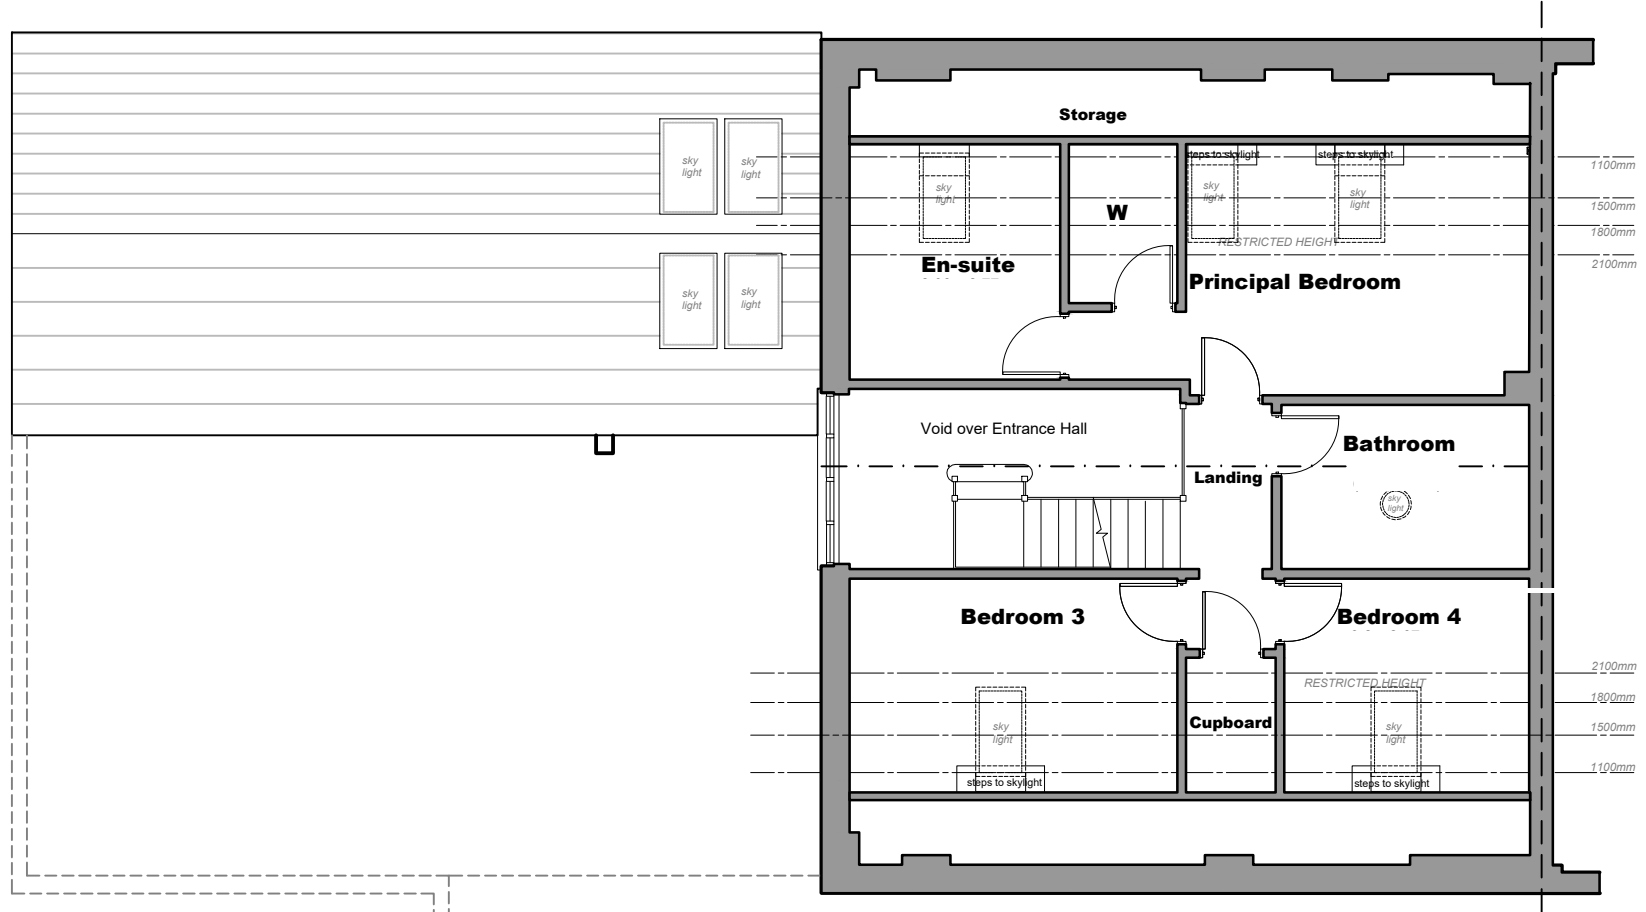 Storage
sky
light
sky
light
sky
light
steps to skylight
sky
light
steps to skylight
sky
light
1100mm
1500mm
1800mm
2100mm
W
RESTRICTED HEIGHT
En-suite
Principal Bedroom
sky
light
sky
light
Void over Entrance Hall
Bathroom
Landing
sky
light
Bedroom 3
Bedroom 4
2100mm
RESTRICTED HEIGHT
1800mm
Cupboard
sky
light
sky
light
1500mm
1100mm
steps to skylight
steps to skylight